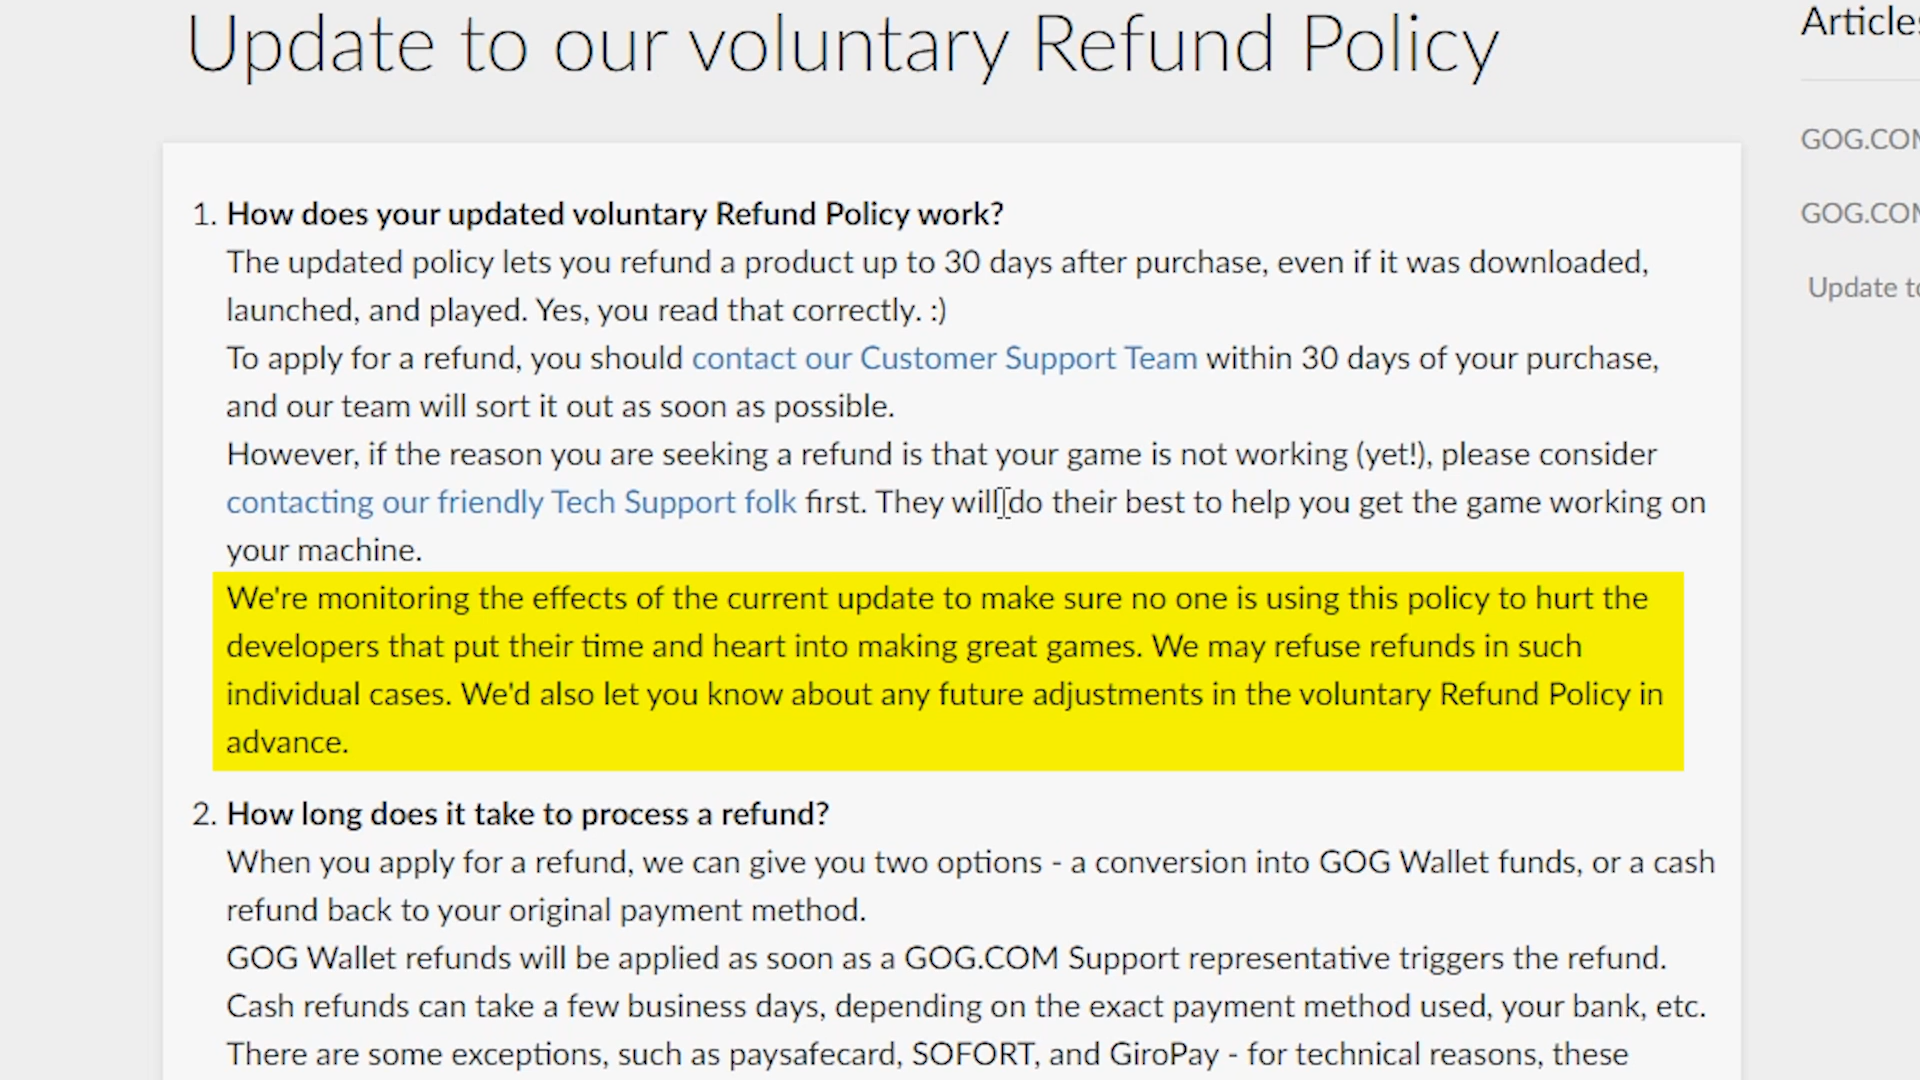 Update to our voluntary Refund Policy
1. How does your updated voluntary Refund Policy work?
The updated policy lets you refund a product up to 30 days after purchase, even if it was downloaded,
launched, and played. Yes, you read that correctly. :)
To apply for a refund, you should contact our Customer Support Team within 30 days of your purchase,
and our team will sort it out as soon as possible.
However, if the reason you are seeking a refund is that your game is not working (yet!), please consider
contacting our friendly Tech Support folk first. They will do their best to help you get the game working on
your machine.
We're monitoring the effects of the current update to make sure no one is using this policy to hurt the
developers that put their time and heart into making great games. We may refuse refunds in such
individual cases. We'd also let you know about any future adjustments in the voluntary Refund Policy in
advance.
2. How long does it take to process a refund?
When you apply for a refund, we can give you two options - a conversion into GOG Wallet funds, or a cash
refund back to your original payment method.
GOG Wallet refunds will be applied as soon as a GOG.COM Support representative triggers the refund.
Cash refunds can take a few business days, depending on the exact payment method used, your bank, etc.
There are some exceptions, such as paysafecard, SOFORT, and GiroPay - for technical reasons, these
Article
GOG.CO
GOG.CO
Update to